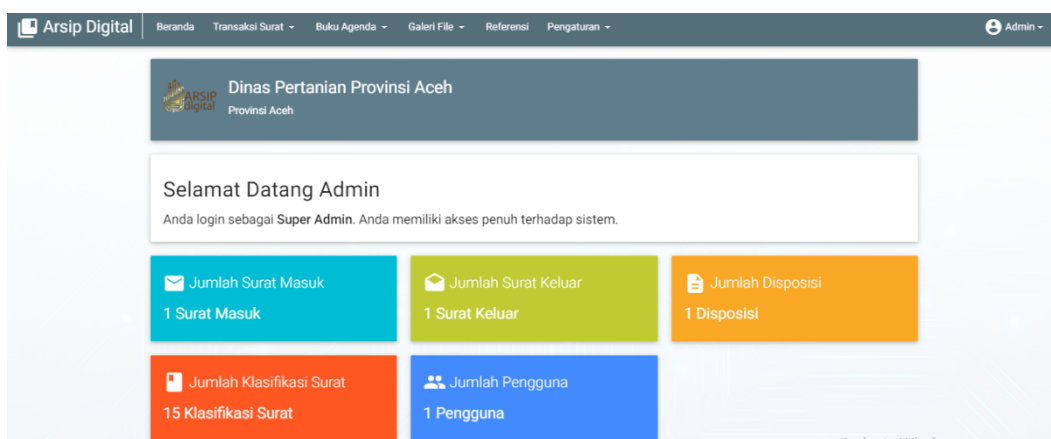 Arsip Digital
Beranda
Transaksi Surat
Buku Agenda
Galeri File
Referensi
Pengaturan
Admin
ARSIP
digital
Dinas Pertanian Provinsi Aceh
Provinsi Aceh
Selamat Datang Admin
Anda login sebagai Super Admin. Anda memiliki akses penuh terhadap sistem.
Jumlah Surat Masuk
1 Surat Masuk
Jumlah Surat Keluar
1 Surat Keluar
Jumlah Disposisi
1 Disposisi
Jumlah Klasifikasi Surat
15 Klasifikasi Surat
Jumlah Pengguna
1 Pengguna